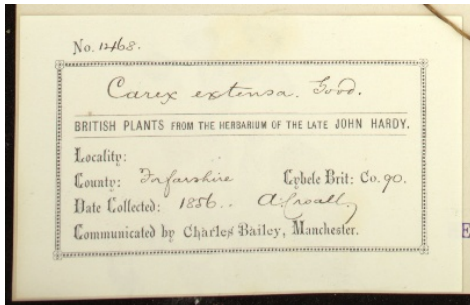 No. 1468.
Carex extensa. Good.
BRITISH PLANTS FROM THE HERBARIUM OF THE LATE JOHN HARDY.
Locality:
County: Forfarshire Cybele Brit: Co. 90.
Date Collected: 1856.. A. Croall,
Communicated by Charles Bailey, Manchester.
E